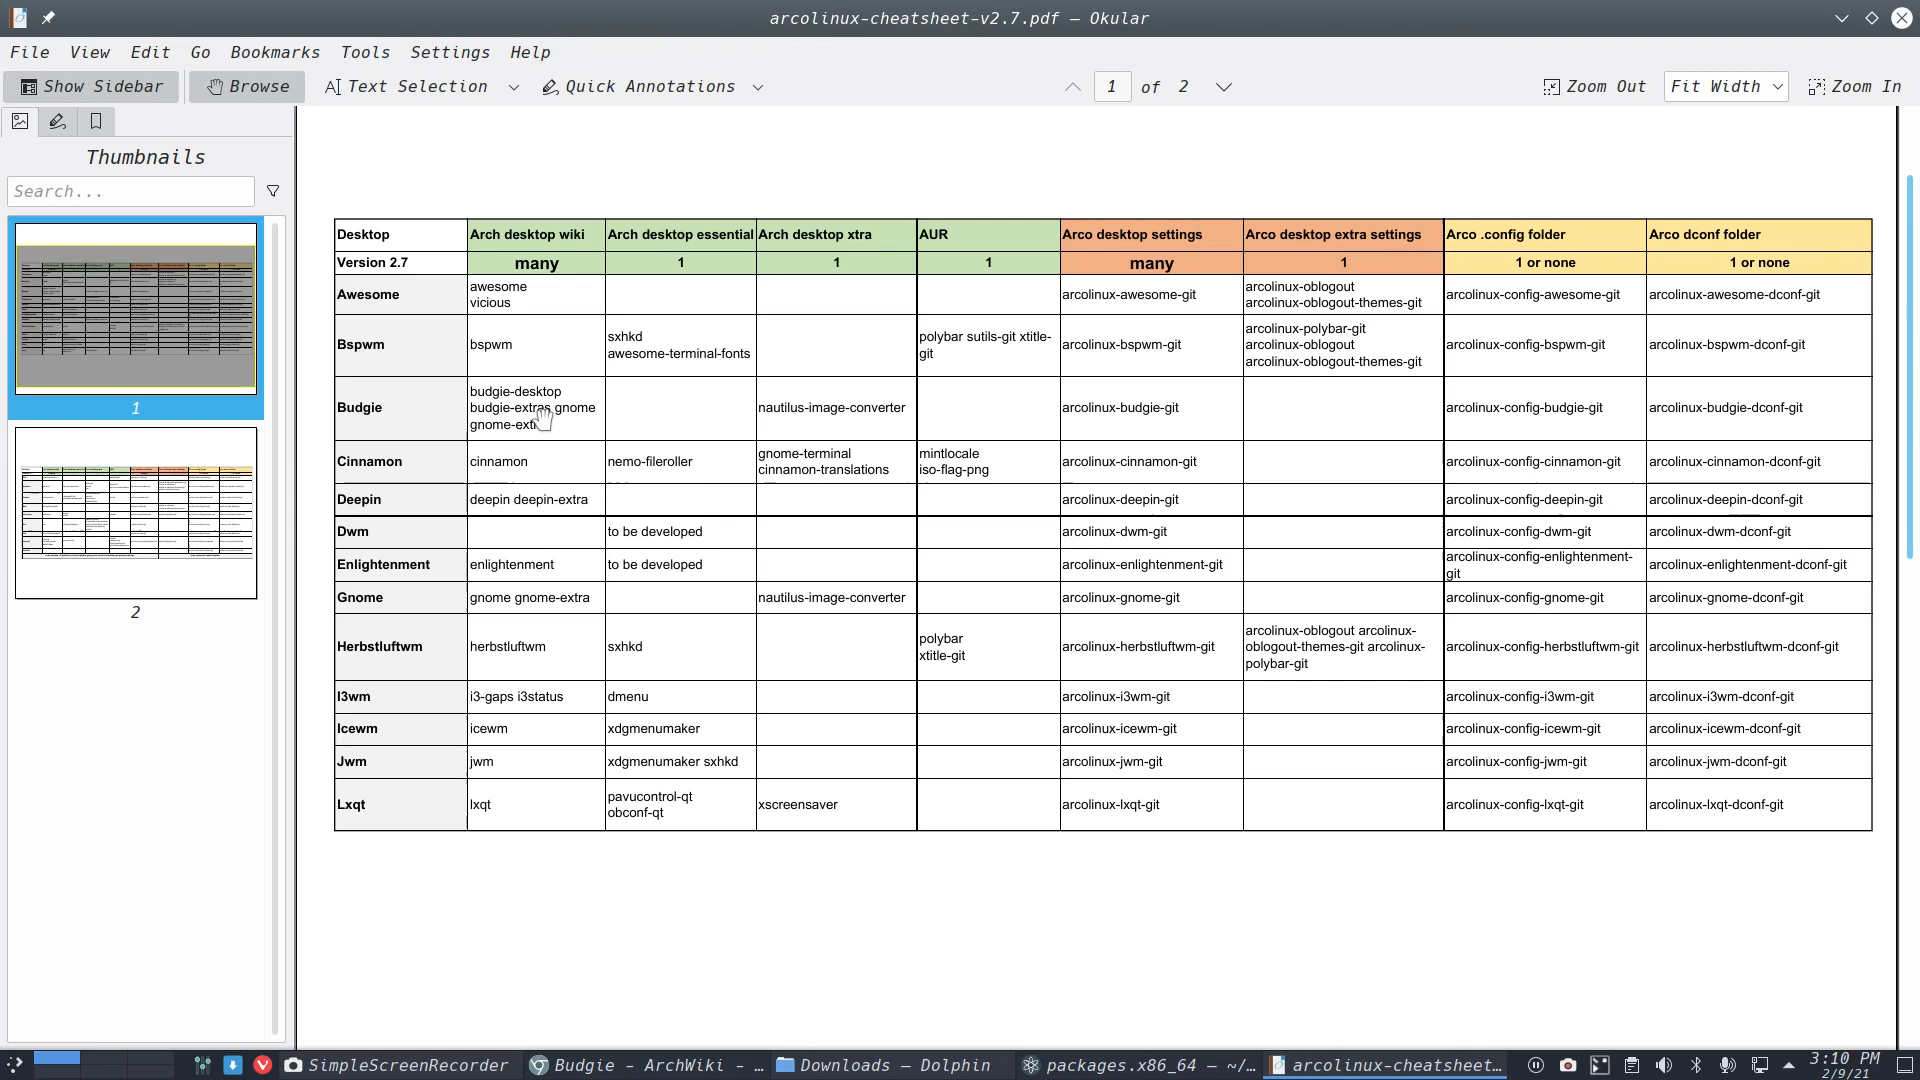 arcolinux-cheatsheet-v2.7.pdf — Okular
File View Edit Go Bookmarks Tools Settings Help
Show Sidebar Browse Text Selection Quick Annotations 1 of 2 Zoom Out Fit Width Zoom In
Thumbnails
Search...
1
2
Desktop Arch desktop wiki Arch desktop essential Arch desktop xtra AUR Arco desktop settings Arco desktop extra settings Arco .config folder Arco dconf folder
Version 2.7 many 1 1 1 many 1 1 or none 1 or none
Awesome
awesome
vicious
arcolinux-awesome-git
arcolinux-oblogout
arcolinux-oblogout-themes-git
arcolinux-config-awesome-git
arcolinux-awesome-dconf-git
Bspwm
bspwm
sxhkd
awesome-terminal-fonts
polybar sutils-git xtitle-
git
arcolinux-bspwm-git
arcolinux-polybar-git
arcolinux-oblogout
arcolinux-oblogout-themes-git
arcolinux-config-bspwm-git
arcolinux-bspwm-dconf-git
Budgie
budgie-desktop
budgie-extras gnome
nautilus-image-converter
arcolinux-budgie-git
arcolinux-config-budgie-git
arcolinux-budgie-dconf-git
Cinnamon
cinnamon
nemo-fileroller
gnome-terminal
cinnamon-translations
mintlocale
iso-flag-png
arcolinux-cinnamon-git
arcolinux-config-cinnamon-git
arcolinux-cinnamon-dconf-git
Deepin deepin deepin-extra arcolinux-deepin-git arcolinux-config-deepin-git arcolinux-deepin-dconf-git
Dwm to be developed arcolinux-dwm-git arcolinux-config-dwm-git arcolinux-dwm-dconf-git
Enlightenment
enlightenment
to be developed
arcolinux-enlightenment-git
arcolinux-config-enlightenment-
git
arcolinux-enlightenment-dconf-git
Gnome gnome gnome-extra nautilus-image-converter arcolinux-gnome-git arcolinux-config-gnome-git arcolinux-gnome-dconf-git
Herbstluftwm
herbstluftwm
sxhkd
polybar
xtitle-git
arcolinux-herbstluftwm-git
arcolinux-oblogout arcolinux-
oblogout-themes-git arcolinux-
polybar-git
arcolinux-config-herbstluftwm-git
arcolinux-herbstluftwm-dconf-git
I3wm i3-gaps i3status dmenu arcolinux-i3wm-git arcolinux-config-i3wm-git arcolinux-i3wm-dconf-git
Icewm icewm xdgmenumaker arcolinux-icewm-git arcolinux-config-icewm-git arcolinux-icewm-dconf-git
Jwm jwm xdgmenumaker sxhkd arcolinux-jwm-git arcolinux-config-jwm-git arcolinux-jwm-dconf-git
Lxqt
lxqt
pavucontrol-qt
obconf-qt
xscreensaver
arcolinux-lxqt-git
arcolinux-config-lxqt-git
arcolinux-lxqt-dconf-git
SimpleScreenRecorder Budgie - ArchWiki - … Downloads — Dolphin packages.x86_64 — ~/… arcolinux-cheatsheet…
3:10 PM
2/9/21